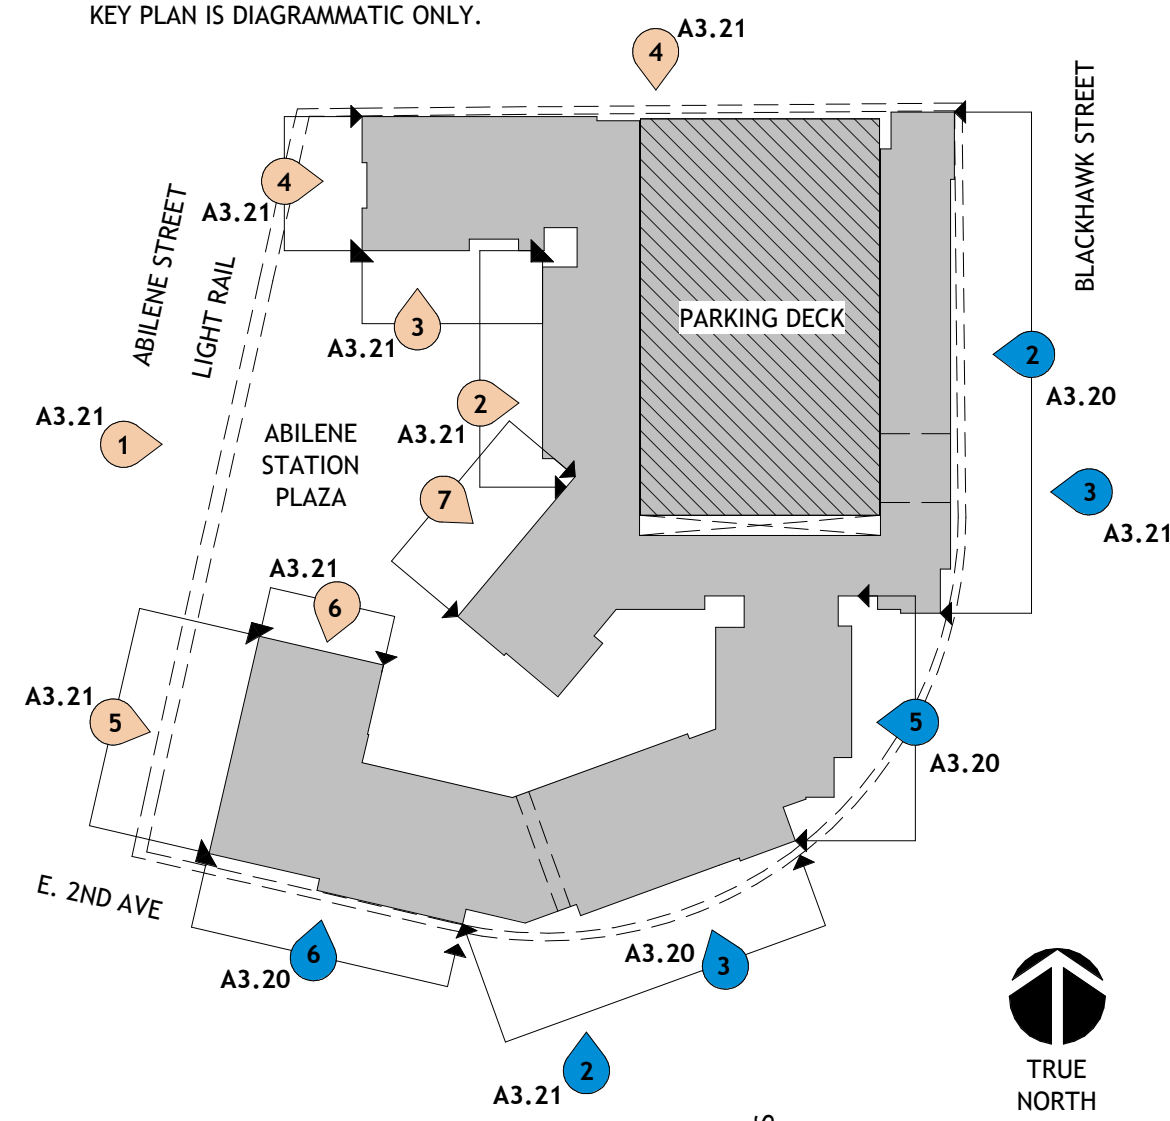 KEY PLAN IS DIAGRAMMATIC ONLY.
A3.21
4
BLACKHAWK STREET
4
A3.21
ABILENE STREET
LIGHT RAIL
PARKING DECK
3
A3.21
2
A3.20
2
A3.21
A3.21
1
ABILENE
STATION
PLAZA
7
3
A3.21
A3.21
6
A3.21
5
5
A3.20
E. 2ND AVE
6
A3.20
A3.20
3
2
A3.21
TRUE
NORTH